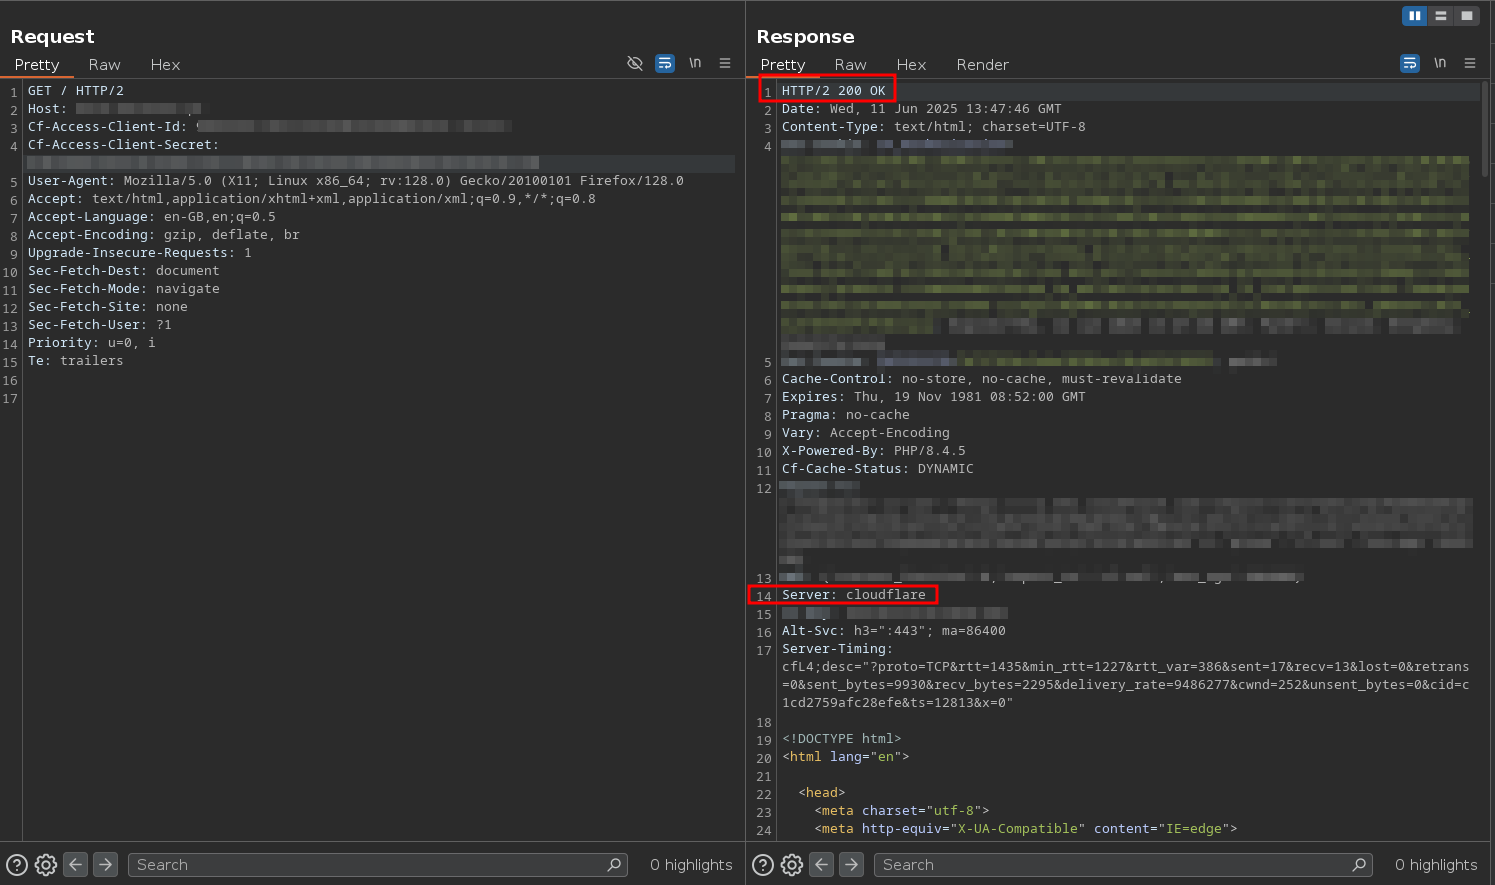 Request
Pretty Raw Hex
\n
1 GET / HTTP/2
2 Host:
3 Cf-Access-Client-Id:
4 Cf-Access-Client-Secret:
5 User-Agent: Mozilla/5.0 (X11; Linux x86_64; rv:128.0) Gecko/20100101 Firefox/128.0
6 Accept: text/html,application/xhtml+xml,application/xml;q=0.9,*/*;q=0.8
7 Accept-Language: en-GB,en;q=0.5
8 Accept-Encoding: gzip, deflate, br
9 Upgrade-Insecure-Requests: 1
10 Sec-Fetch-Dest: document
11 Sec-Fetch-Mode: navigate
12 Sec-Fetch-Site: none
13 Sec-Fetch-User: ?1
14 Priority: u=0, i
15 Te: trailers
16
17
Search
0 highlights
Response
Pretty Raw Hex Render
\n
1 HTTP/2 200 OK
2 Date: Wed, 11 Jun 2025 13:47:46 GMT
3 Content-Type: text/html; charset=UTF-8
4
5
6 Cache-Control: no-store, no-cache, must-revalidate
7 Expires: Thu, 19 Nov 1981 08:52:00 GMT
8 Pragma: no-cache
9 Vary: Accept-Encoding
10 X-Powered-By: PHP/8.4.5
11 Cf-Cache-Status: DYNAMIC
12
13
14 Server: cloudflare
15
16 Alt-Svc: h3=":443"; ma=86400
17 Server-Timing:
cfL4;desc="?proto=TCP&rtt=1435&min_rtt=1227&rtt_var=386&sent=17&recv=13&lost=0&retrans
=0&sent_bytes=9930&recv_bytes=2295&delivery_rate=9486277&cwnd=252&unsent_bytes=0&cid=c
1cd2759afc28efe&ts=12813&x=0"
18
19 <!DOCTYPE html>
20 <html lang="en">
21
22 <head>
23 <meta charset="utf-8">
24 <meta http-equiv="X-UA-Compatible" content="IE=edge">
Search
0 highlights